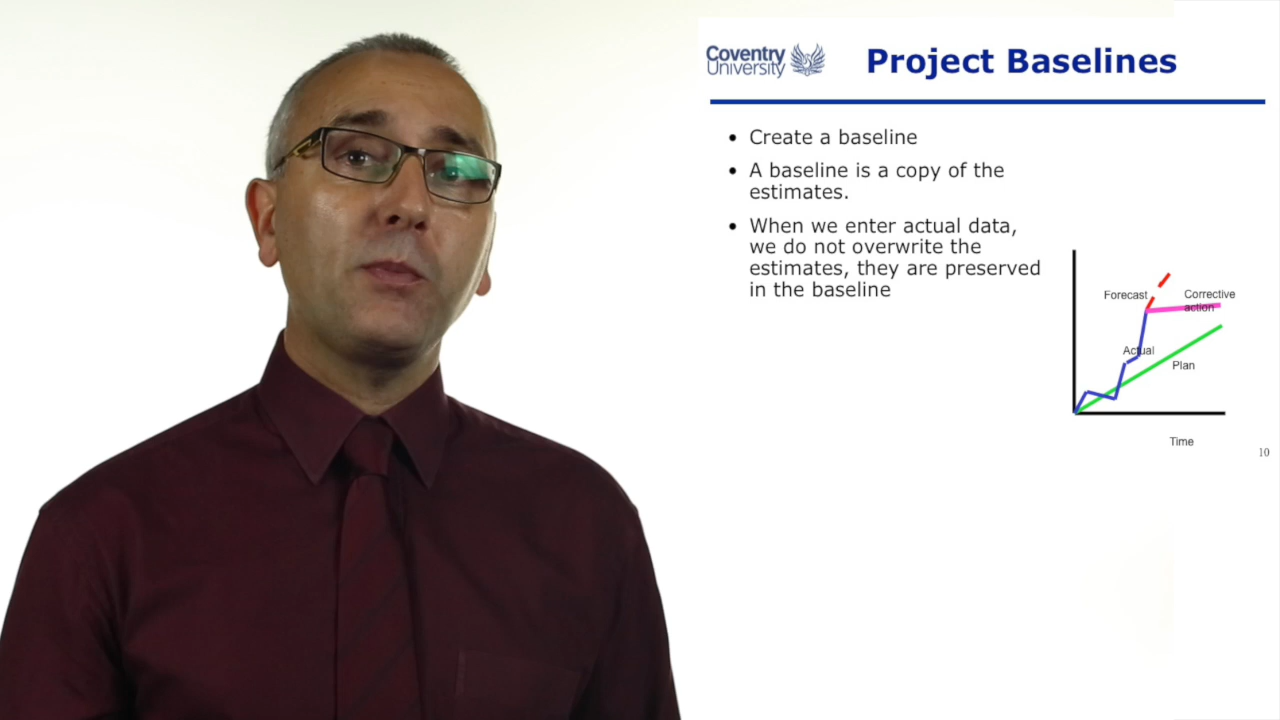 Coventry
University
Project Baselines
• Create a baseline
• A baseline is a copy of the
estimates.
• When we enter actual data,
we do not overwrite the
estimates, they are preserved
in the baseline
Forecast
Corrective
action
Actual
Plan
Time
10